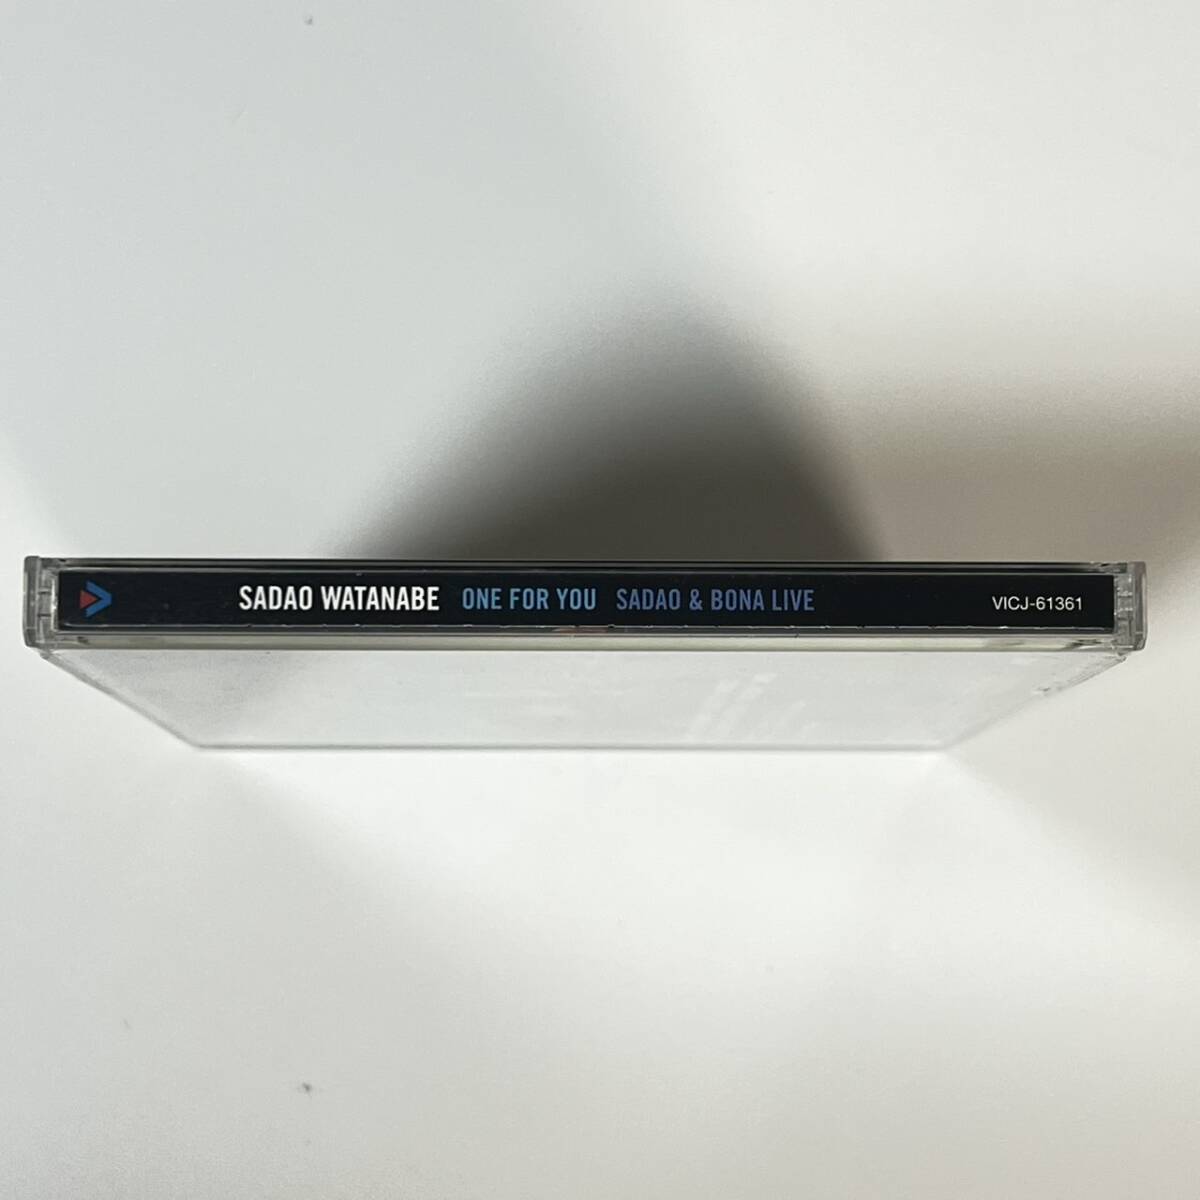 SADAO WATANABE ONE FOR YOU SADAO & BONA LIVE VICJ-61361